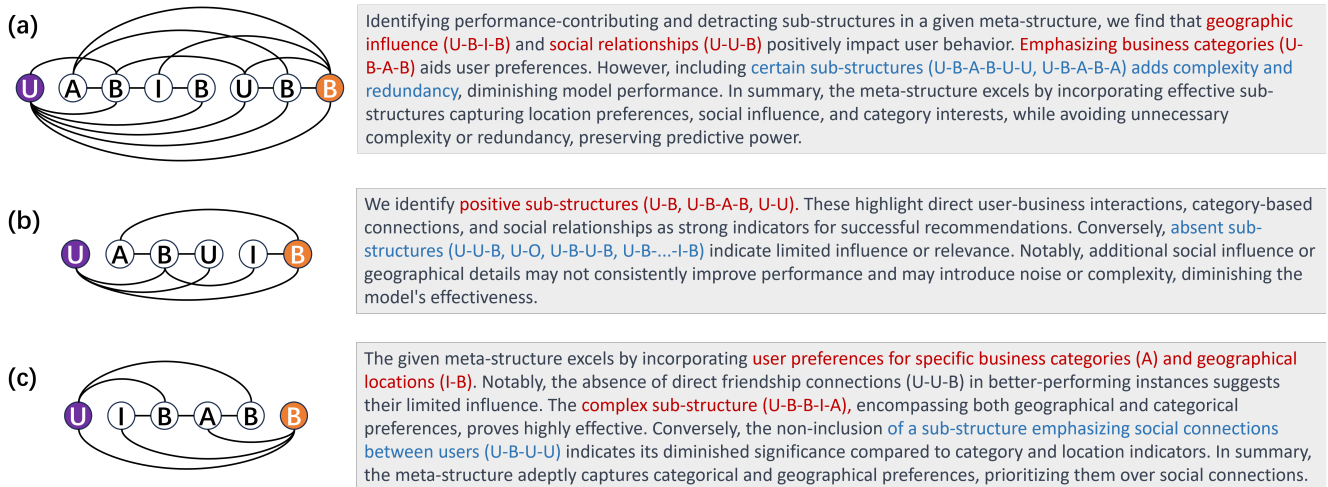 (a)
U A B I B U B B
Identifying performance-contributing and detracting sub-structures in a given meta-structure, we find that geographic
influence (U-B-I-B) and social relationships (U-U-B) positively impact user behavior. Emphasizing business categories (U-
B-A-B) aids user preferences. However, including certain sub-structures (U-B-A-B-U-U, U-B-A-B-A) adds complexity and
redundancy, diminishing model performance. In summary, the meta-structure excels by incorporating effective sub-
structures capturing location preferences, social influence, and category interests, while avoiding unnecessary
complexity or redundancy, preserving predictive power.
(b)
U A B U I B
We identify positive sub-structures (U-B, U-B-A-B, U-U). These highlight direct user-business interactions, category-based
connections, and social relationships as strong indicators for successful recommendations. Conversely, absent sub-
structures (U-U-B, U-O, U-B-U-B, U-B-...-I-B) indicate limited influence or relevance. Notably, additional social influence or
geographical details may not consistently improve performance and may introduce noise or complexity, diminishing the
model's effectiveness.
(c)
U I B A B B
The given meta-structure excels by incorporating user preferences for specific business categories (A) and geographical
locations (I-B). Notably, the absence of direct friendship connections (U-U-B) in better-performing instances suggests
their limited influence. The complex sub-structure (U-B-B-I-A), encompassing both geographical and categorical
preferences, proves highly effective. Conversely, the non-inclusion of a sub-structure emphasizing social connections
between users (U-B-U-U) indicates its diminished significance compared to category and location indicators. In summary,
the meta-structure adeptly captures categorical and geographical preferences, prioritizing them over social connections.